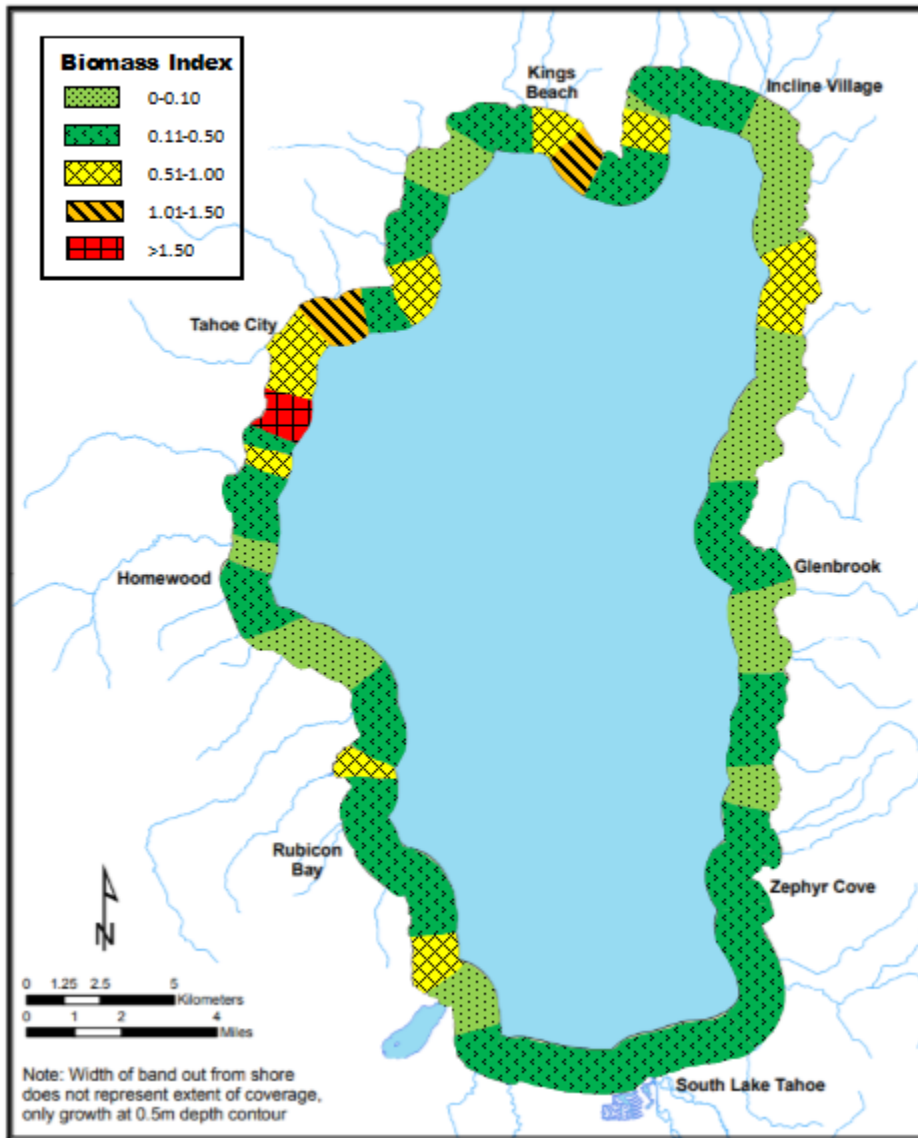 Biomass Index
0-0.10
0.11-0.50
0.51-1.00
1.01-1.50
>1.50
Kings
Beach
Incline Village
Tahoe City
Glenbrook
Homewood
Rubicon
Bay
Zephyr Cove
N
0 1.25 2.5 5
Kilometers
0 1 2 4
Miles
South Lake Tahoe
Note: Width of band out from shore
does not represent extent of coverage,
only growth at 0.5m depth contour